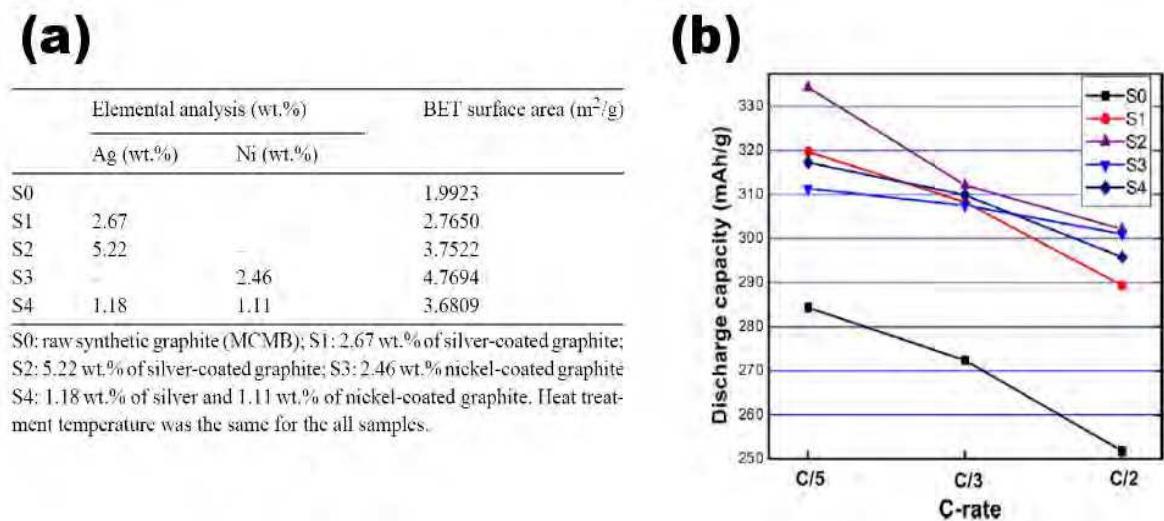 (a)
Elemental analysis (wt.%) BET surface area (m²/g)
Ag (wt.%) Ni (wt.%)
S0 1.9923
S1 2.67 2.7650
S2 5.22 – 3.7522
S3 – 2.46 4.7694
S4 1.18 1.11 3.6809
S0: raw synthetic graphite (MCMB); S1: 2.67 wt.% of silver-coated graphite;
S2: 5.22 wt.% of silver-coated graphite; S3: 2.46 wt.% nickel-coated graphite
S4: 1.18 wt.% of silver and 1.11 wt.% of nickel-coated graphite. Heat treat-
ment temperature was the same for the all samples.
(b)
Discharge capacity (mAh/g)
330
320
310
300
290
280
270
260
250
S0
S1
S2
S3
S4
C/5 C/3 C/2
C-rate